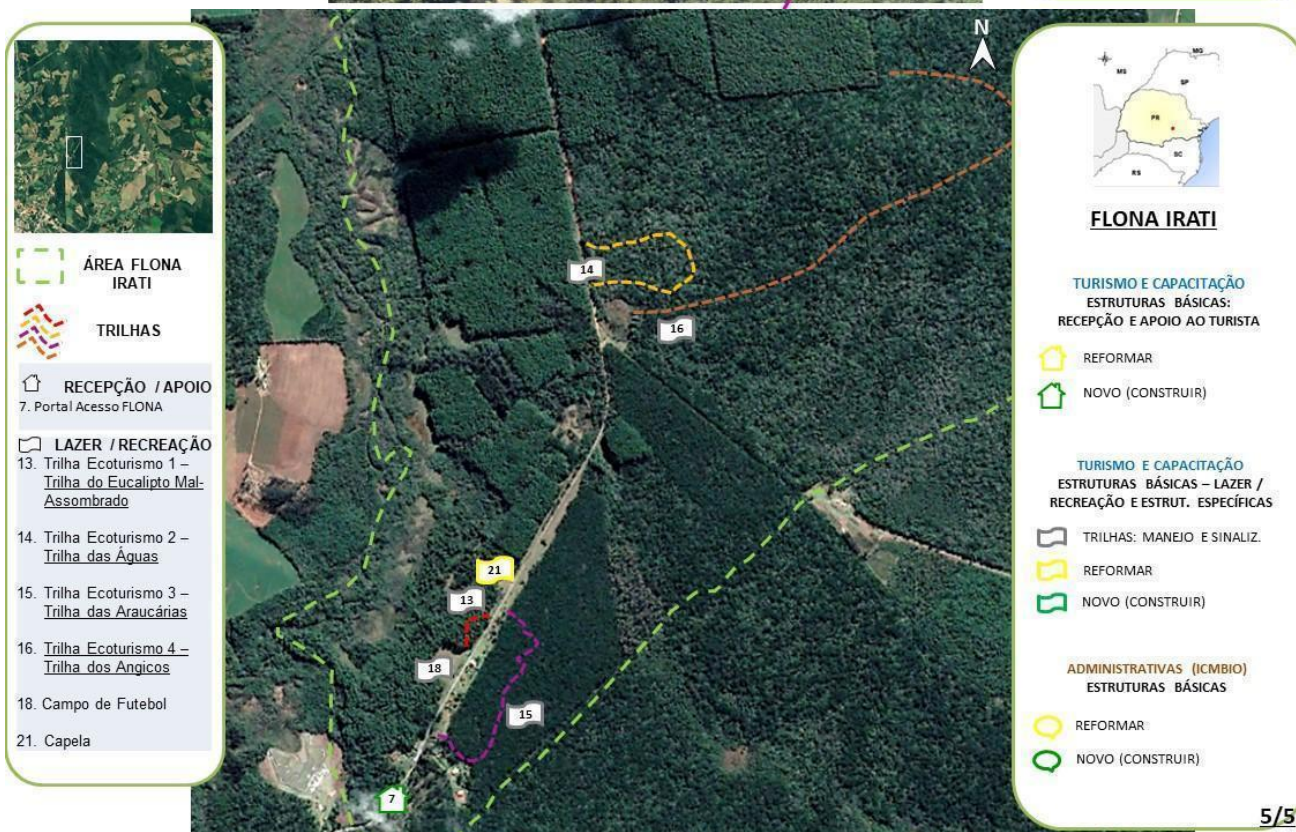 ÁREA FLONA
IRATI
TRILHAS
RECEPÇÃO / APOIO
7. Portal Acesso FLONA
LAZER / RECREAÇÃO
13. Trilha Ecoturismo 1 –
Trilha do Eucalipto Mal-
Assombrado
14. Trilha Ecoturismo 2 –
Trilha das Águas
15. Trilha Ecoturismo 3 –
Trilha das Araucárias
16. Trilha Ecoturismo 4 –
Trilha dos Angicos
18. Campo de Futebol
21. Capela
N
14
16
21
13
18
15
7
MS
MG
SP
PR
SC
RS
FLONA IRATI
TURISMO E CAPACITAÇÃO
ESTRUTURAS BÁSICAS:
RECEPÇÃO E APOIO AO TURISTA
REFORMAR
NOVO (CONSTRUIR)
TURISMO E CAPACITAÇÃO
ESTRUTURAS BÁSICAS – LAZER /
RECREAÇÃO E ESTRUT. ESPECÍFICAS
TRILHAS: MANEJO E SINALIZ.
REFORMAR
NOVO (CONSTRUIR)
ADMINISTRATIVAS (ICMBIO)
ESTRUTURAS BÁSICAS
REFORMAR
NOVO (CONSTRUIR)
5/5